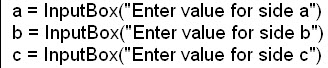 a = InputBox("Enter value for side a")
b = InputBox("Enter value for side b")
c = InputBox("Enter value for side c")